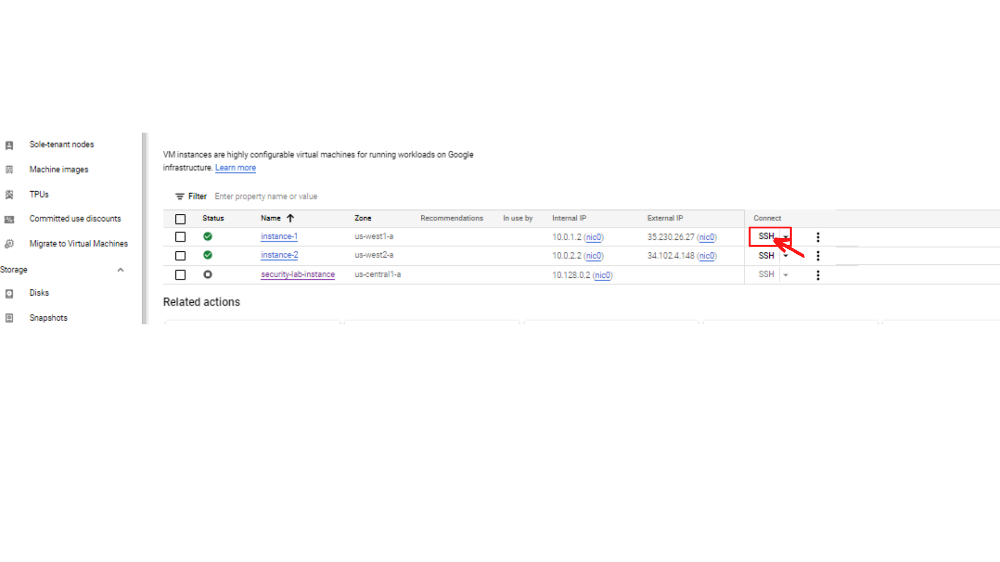 Sole-tenant nodes
Machine images
TPUs
Committed use discounts
Migrate to Virtual Machines
Storage
Disks
Snapshots
VM instances are highly configurable virtual machines for running workloads on Google
infrastructure. Learn more
Filter Enter property name or value
Status Name Zone Recommendations In use by Internal IP External IP Connect
instance-1 us-west1-a 10.0.1.2 (nic0) 35.230.26.27 (nic0) SSH
instance-2 us-west2-a 10.0.2.2 (nic0) 34.102.4.148 (nic0) SSH
security-lab-instance us-central1-a 10.128.0.2 (nic0) SSH
Related actions